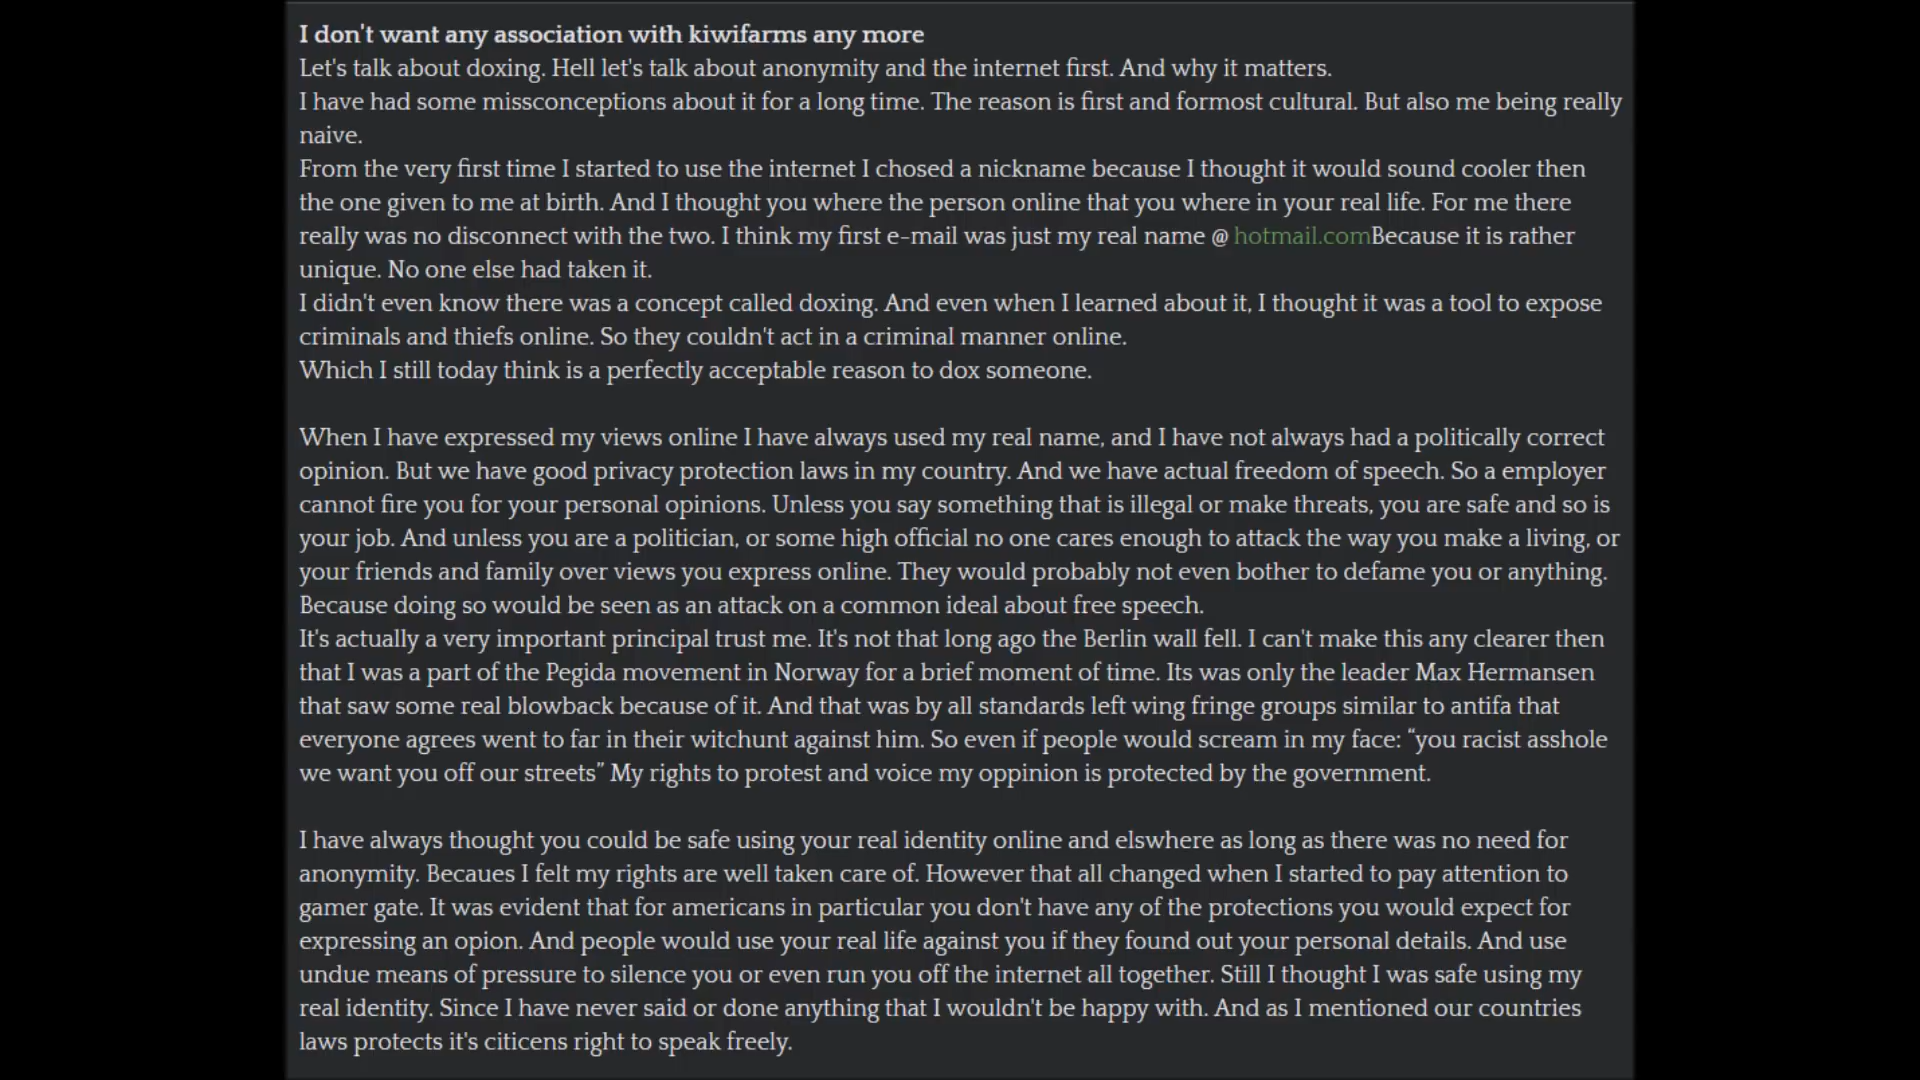 I don't want any association with kiwifarms any more
Let's talk about doxing. Hell let's talk about anonymity and the internet first. And why it matters.
I have had some missconceptions about it for a long time. The reason is first and formost cultural. But also me being really
naive.
From the very first time I started to use the internet I chosed a nickname because I thought it would sound cooler then
the one given to me at birth. And I thought you where the person online that you where in your real life. For me there
really was no disconnect with the two. I think my first e-mail was just my real name @ hotmail.comBecause it is rather
unique. No one else had taken it.
I didn't even know there was a concept called doxing. And even when I learned about it, I thought it was a tool to expose
criminals and thiefs online. So they couldn't act in a criminal manner online.
Which I still today think is a perfectly acceptable reason to dox someone.
When I have expressed my views online I have always used my real name, and I have not always had a politically correct
opinion. But we have good privacy protection laws in my country. And we have actual freedom of speech. So a employer
cannot fire you for your personal opinions. Unless you say something that is illegal or make threats, you are safe and so is
your job. And unless you are a politician, or some high official no one cares enough to attack the way you make a living, or
your friends and family over views you express online. They would probably not even bother to defame you or anything.
Because doing so would be seen as an attack on a common ideal about free speech.
It's actually a very important principal trust me. It's not that long ago the Berlin wall fell. I can't make this any clearer then
that I was a part of the Pegida movement in Norway for a brief moment of time. Its was only the leader Max Hermansen
that saw some real blowback because of it. And that was by all standards left wing fringe groups similar to antifa that
everyone agrees went to far in their witchunt against him. So even if people would scream in my face: “you racist asshole
we want you off our streets” My rights to protest and voice my oppinion is protected by the government.
I have always thought you could be safe using your real identity online and elswhere as long as there was no need for
anonymity. Becaues I felt my rights are well taken care of. However that all changed when I started to pay attention to
gamer gate. It was evident that for americans in particular you don't have any of the protections you would expect for
expressing an opion. And people would use your real life against you if they found out your personal details. And use
undue means of pressure to silence you or even run you off the internet all together. Still I thought I was safe using my
real identity. Since I have never said or done anything that I wouldn't be happy with. And as I mentioned our countries
laws protects it's citicens right to speak freely.